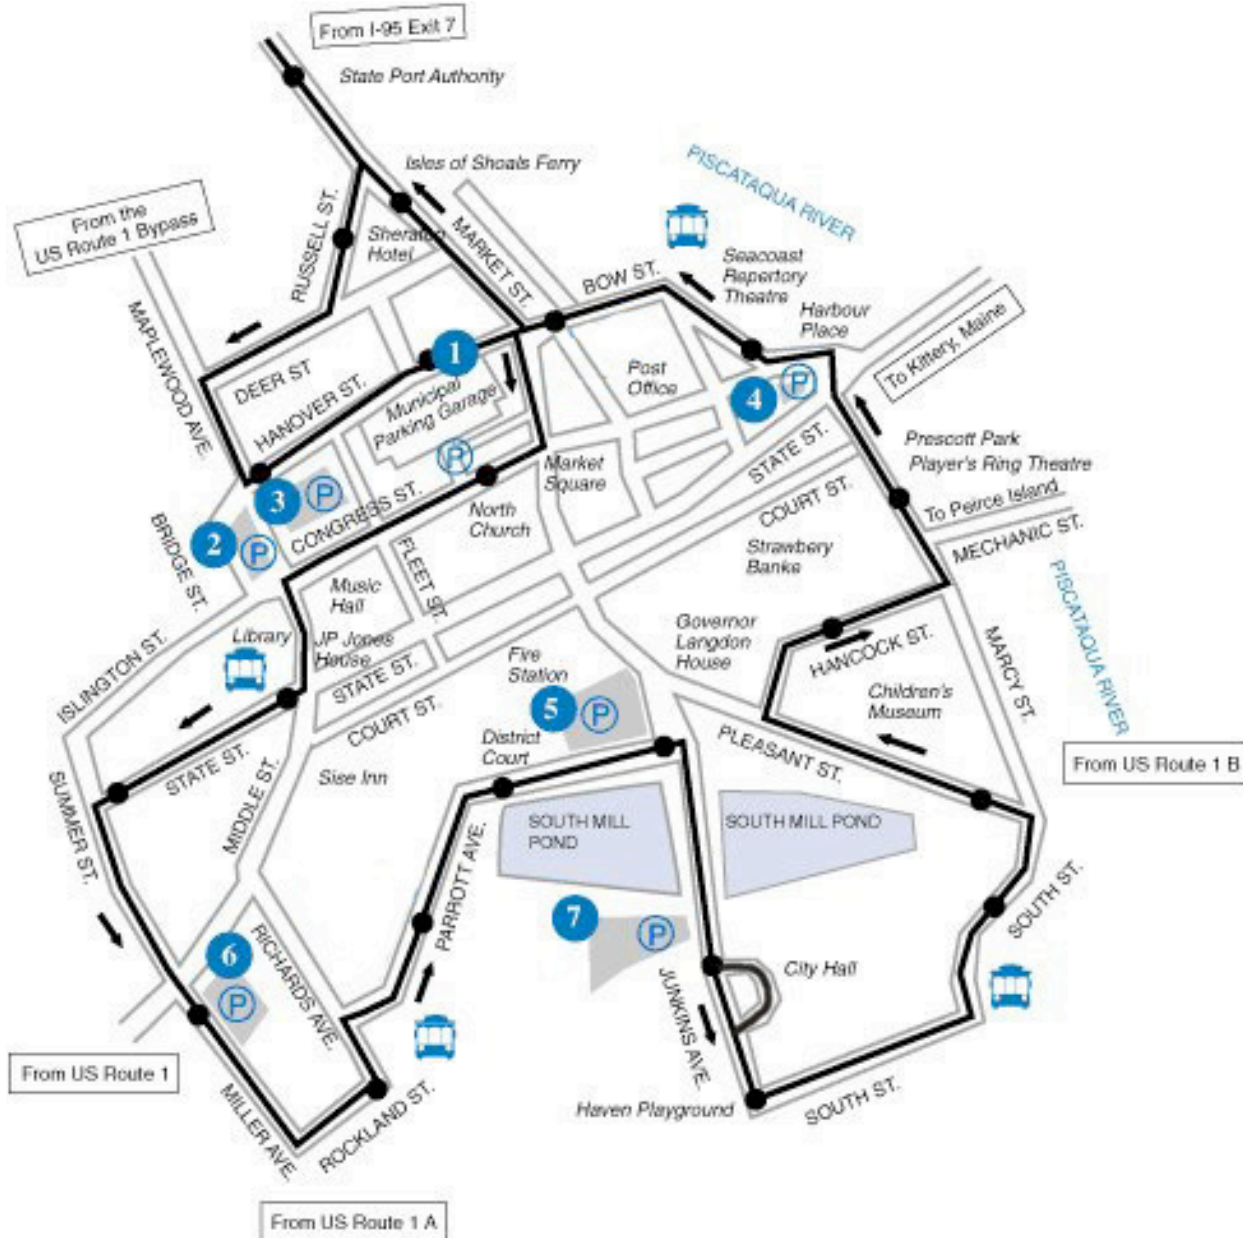 From I-95 Exit 7
State Port Authority
Isles of Shoals Ferry
PISCATAQUA RIVER
From the
US Route 1 Bypass
RUSSELL ST.
Sheraton
Hotel
MARKET ST.
BOW ST.
Seacoast
Repertory
Theatre
Harbour
Place
MAPLEWOOD AVE.
To Kittery, Maine
DEER ST
HANOVER ST.
1
Municipal
Parking Garage
P
Post
Office
4
P
STATE ST.
Prescott Park
Player's Ring Theatre
To Peirce Island
MECHANIC ST.
COURT ST.
Market
Square
North
Church
3
P
2
P
CONGRESS ST.
BRIDGE ST.
FLEET ST.
Strawbery
Banke
PISCATAQUA RIVER
Music
Hall
Library
JP Jones
House
ISLINGTON ST.
STATE ST.
COURT ST.
Fire
Station
Governor
Langdon
House
HANCOCK ST.
MARCY ST.
Children's
Museum
5
P
District
Court
PLEASANT ST.
From US Route 1 B
STATE ST.
MIDDLE ST.
Sise Inn
SUMMER ST.
SOUTH MILL
POND
SOUTH MILL POND
PARROTT AVE.
SOUTH ST.
7
P
6
P
RICHARDS AVE.
City Hall
JUNKINS AVE.
From US Route 1
MILLER AVE.
ROCKLAND ST.
Haven Playground
SOUTH ST.
From US Route 1 A